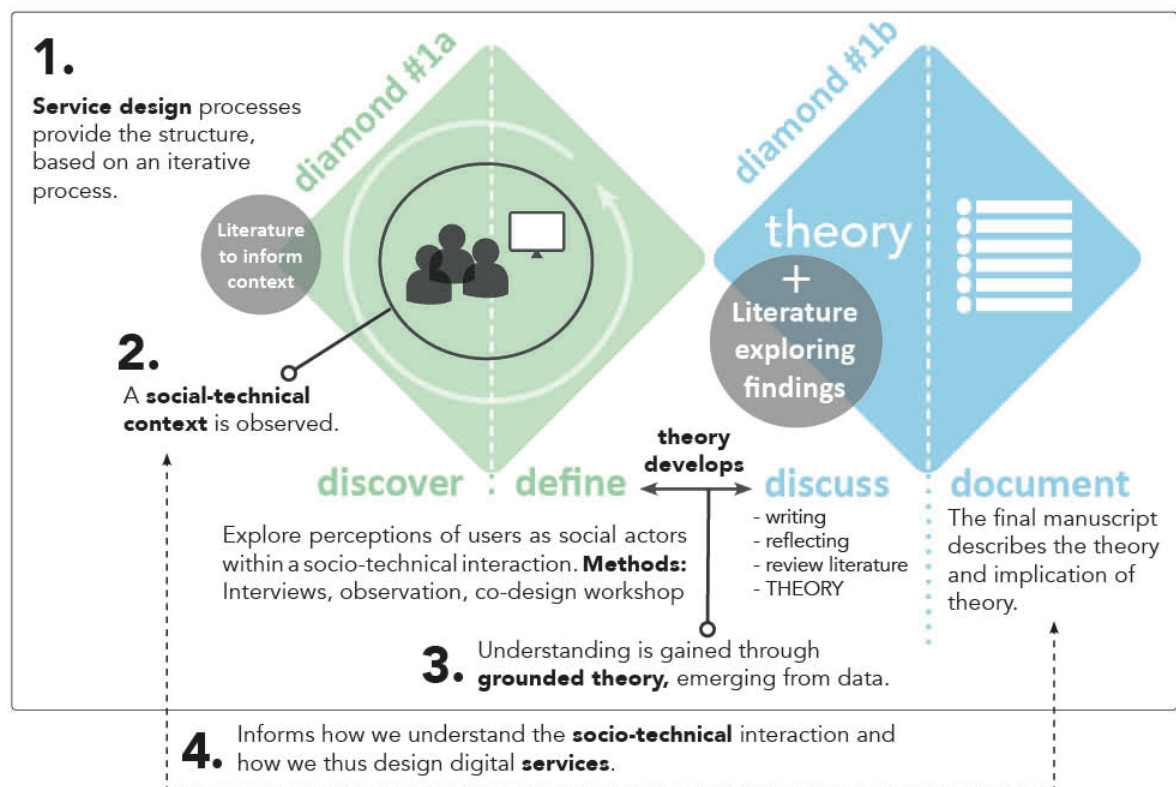 1.
Service design processes
provide the structure,
based on an iterative
process.
diamond #1a
Literature
to inform
context
2.
A social-technical
context is observed.
diamond #1b
theory
+
Literature
exploring
findings
theory
develops
discover : define
Explore perceptions of users as social actors
within a socio-technical interaction. Methods:
Interviews, observation, co-design workshop
discuss
- writing
- reflecting
- review literature
- THEORY
document
The final manuscript
describes the theory
and implication of
theory.
3.
Understanding is gained through
grounded theory, emerging from data.
4.
Informs how we understand the socio-technical interaction and
how we thus design digital services.